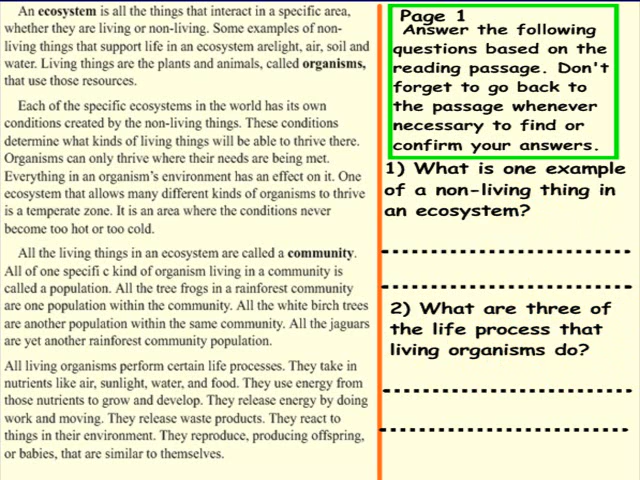 An ecosystem is all the things that interact in a specific area,
whether they are living or non-living. Some examples of non-
living things that support life in an ecosystem arelight, air, soil and
water. Living things are the plants and animals, called organisms,
that use those resources.
Each of the specific ecosystems in the world has its own
conditions created by the non-living things. These conditions
determine what kinds of living things will be able to thrive there.
Organisms can only thrive where their needs are being met.
Everything in an organism's environment has an effect on it. One
ecosystem that allows many different kinds of organisms to thrive
is a temperate zone. It is an area where the conditions never
become too hot or too cold.
All the living things in an ecosystem are called a community.
All of one specifi c kind of organism living in a community is
called a population. All the tree frogs in a rainforest community
are one population within the community. All the white birch trees
are another population within the same community. All the jaguars
are yet another rainforest community population.
All living organisms perform certain life processes. They take in
nutrients like air, sunlight, water, and food. They use energy from
those nutrients to grow and develop. They release energy by doing
work and moving. They release waste products. They react to
things in their environment. They reproduce, producing offspring,
or babies, that are similar to themselves.
Page 1
Answer the following
questions based on the
reading passage. Don't
forget to go back to
the passage whenever
necessary to find or
confirm your answers.
1) What is one example
of a non-living thing in
an ecosystem?
2) What are three of
the life process that
living organisms do?